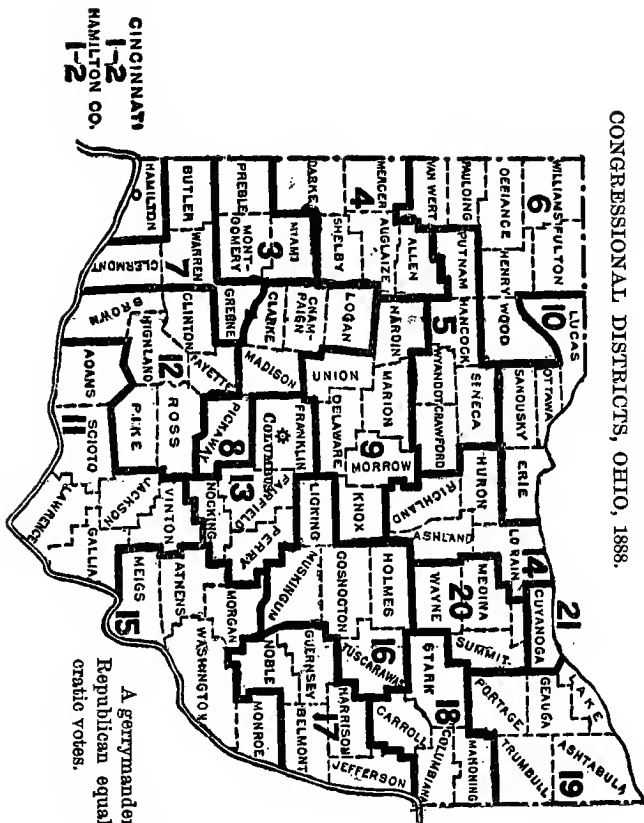 CONGRESSIONAL DISTRICTS, OHIO, 1888.
CINCINNATI
1-2
HAMILTON CO.
1-2
WILLIAMS
FULTON
6
DEFIANCE
HENRY
LUCAS
10
OTTAWA
WOOD
SANDUSKY
ERIE
PAULDING
PUTNAM
HANCOCK
SENECA
HURON
LORAIN
14
21
CUYAHOGA
LAKE
GEAUGA
ASHTABULA
19
TRUMBULL
PORTAGE
SUMMIT
MEDINA
20
WAYNE
ASHLAND
RICHLAND
CRAWFORD
WYANDOT
5
VAN WERT
ALLEN
HARDIN
MARION
MORROW
9
KNOX
HOLMES
STARK
18
MAHONING
COLUMBIANA
CARROLL
TUSCARAWAS
16
COSHOCTON
MERCER
4
AUGLAIZE
SHELBY
LOGAN
UNION
DELAWARE
LICKING
MUSKINGUM
GUERNSEY
HARRISON
17
JEFFERSON
BELMONT
DARKE
MIAMI
3
CHAM-
PAIGN
CLARKE
MADISON
FRANKLIN
COLUMBUS
FAIRFIELD
13
PERRY
MORGAN
NOBLE
MONROE
PREBLE
MONT-
GOMERY
GREENE
FAYETTE
PICKAWAY
8
HOCKING
ATHENS
WASHINGTON
BUTLER
WARREN
7
CLINTON
HIGHLAND
12
ROSS
VINTON
MEIGS
15
HAMILTON
CLERMONT
BROWN
ADAMS
PIKE
11
SCIOTO
JACKSON
GALLIA
LAWRENCE
A gerrymander
Republican equal
cratic votes.